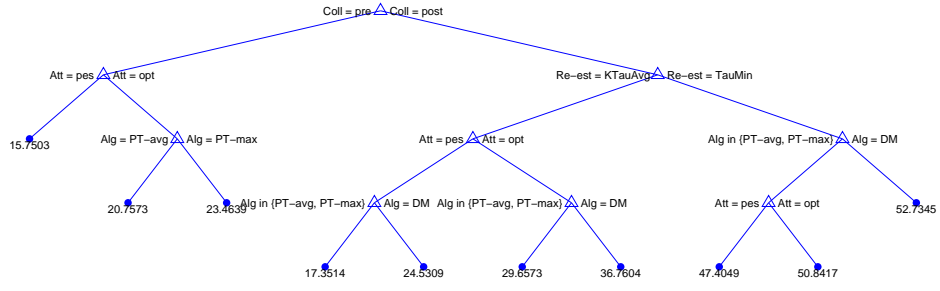 Coll = pre Coll = post
Att = pes Att = opt Re−est = KTauAvg Re−est = TauMin
15.7503 Alg = PT−avg Alg = PT−max Att = pes Att = opt Alg in {PT−avg, PT−max} Alg = DM
20.7573 23.4639 Alg in {PT−avg, PT−max} Alg = DM Alg in {PT−avg, PT−max} Alg = DM Att = pes Att = opt 52.7345
17.3514 24.5309 29.6573 36.7604 47.4049 50.8417